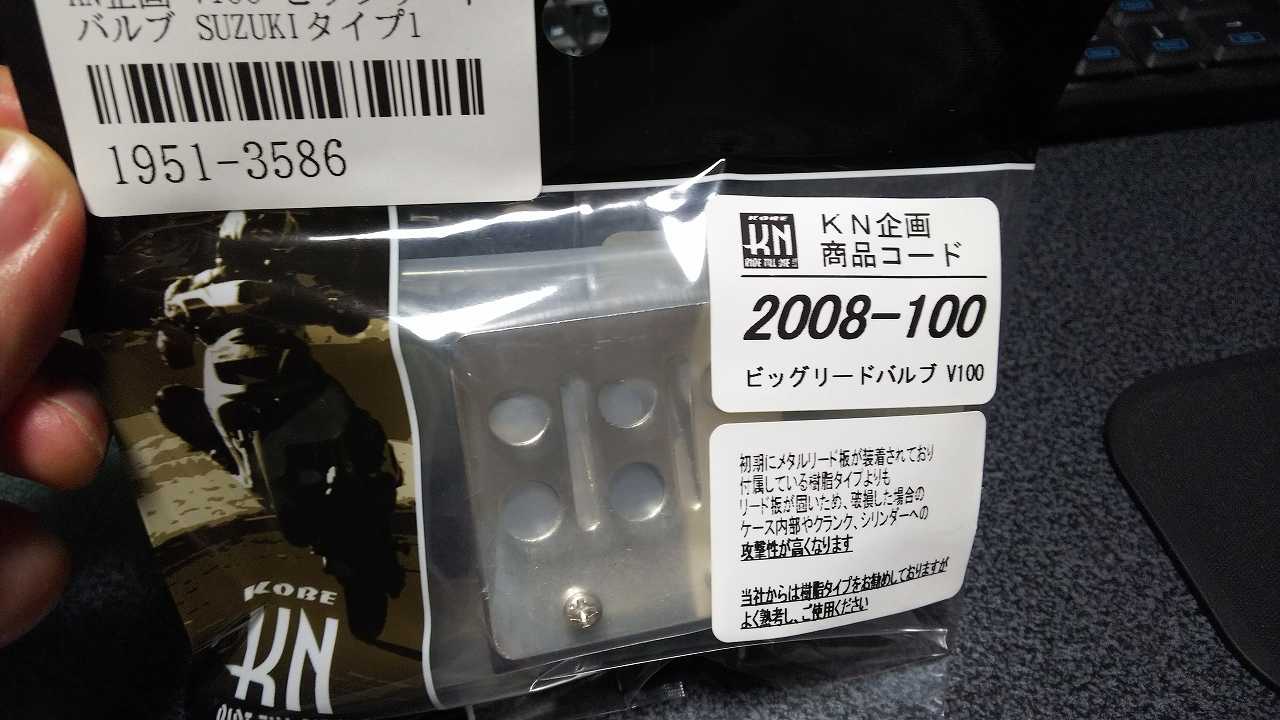 バルブ SUZUKIタイプ1
1951-3586
KOBE
KN
RIDE TILL DIE
KN企画
商品コード
2008-100
ビッグリードバルブ V100
初期にメタルリード板が装着されており
付属している樹脂タイプよりも
リード板が固いため、破損した場合の
ケース内部やクランク、シリンダーへの
攻撃性が高くなります
当社からは樹脂タイプをお勧めしておりますが
よく熟考し、ご使用ください
KOBE
KN